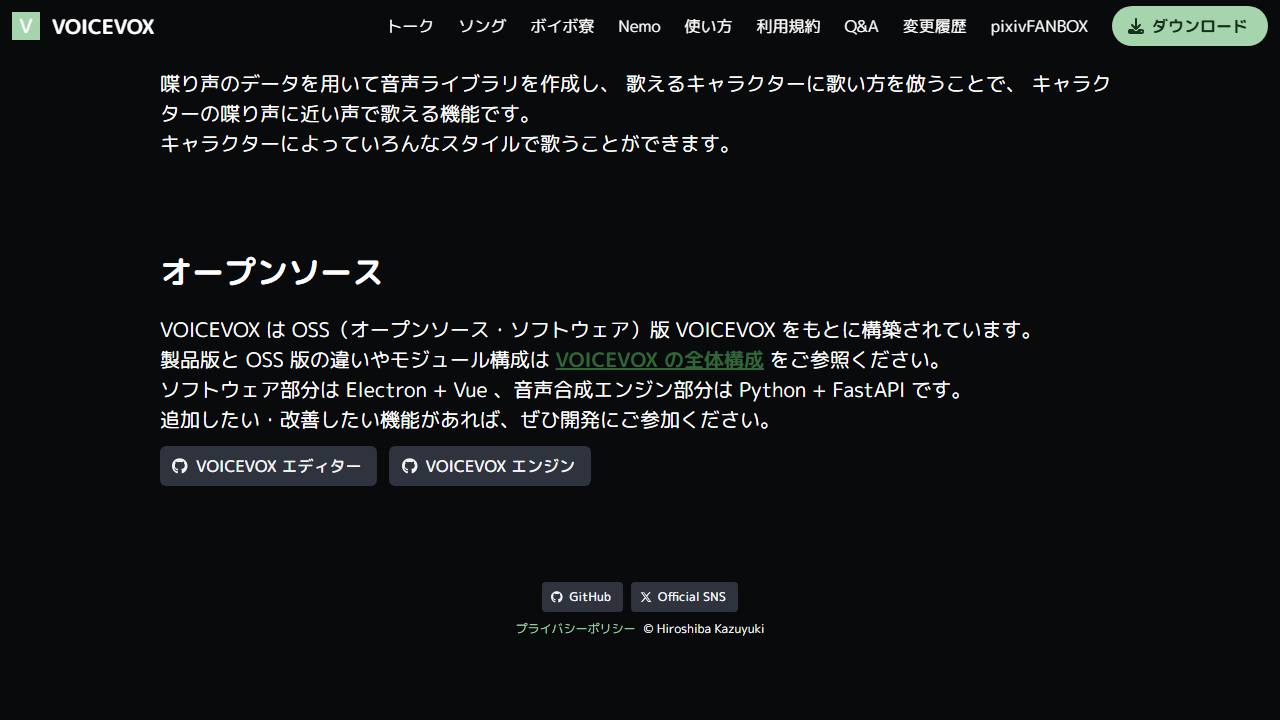 V VOICEVOX トーク ソング ボイボ寮 Nemo 使い方 利用規約 Q&A 変更履歴 pixivFANBOX ダウンロード
喋り声のデータを用いて音声ライブラリを作成し、 歌えるキャラクターに歌い方を倣うことで、 キャラク
ターの喋り声に近い声で歌える機能です。
キャラクターによっていろんなスタイルで歌うことができます。
オープンソース
VOICEVOX は OSS（オープンソース・ソフトウェア）版 VOICEVOX をもとに構築されています。
製品版と OSS 版の違いやモジュール構成は VOICEVOX の全体構成 をご参照ください。
ソフトウェア部分は Electron + Vue 、音声合成エンジン部分は Python + FastAPI です。
追加したい・改善したい機能があれば、ぜひ開発にご参加ください。
VOICEVOX エディター VOICEVOX エンジン
GitHub Official SNS
プライバシーポリシー © Hiroshiba Kazuyuki